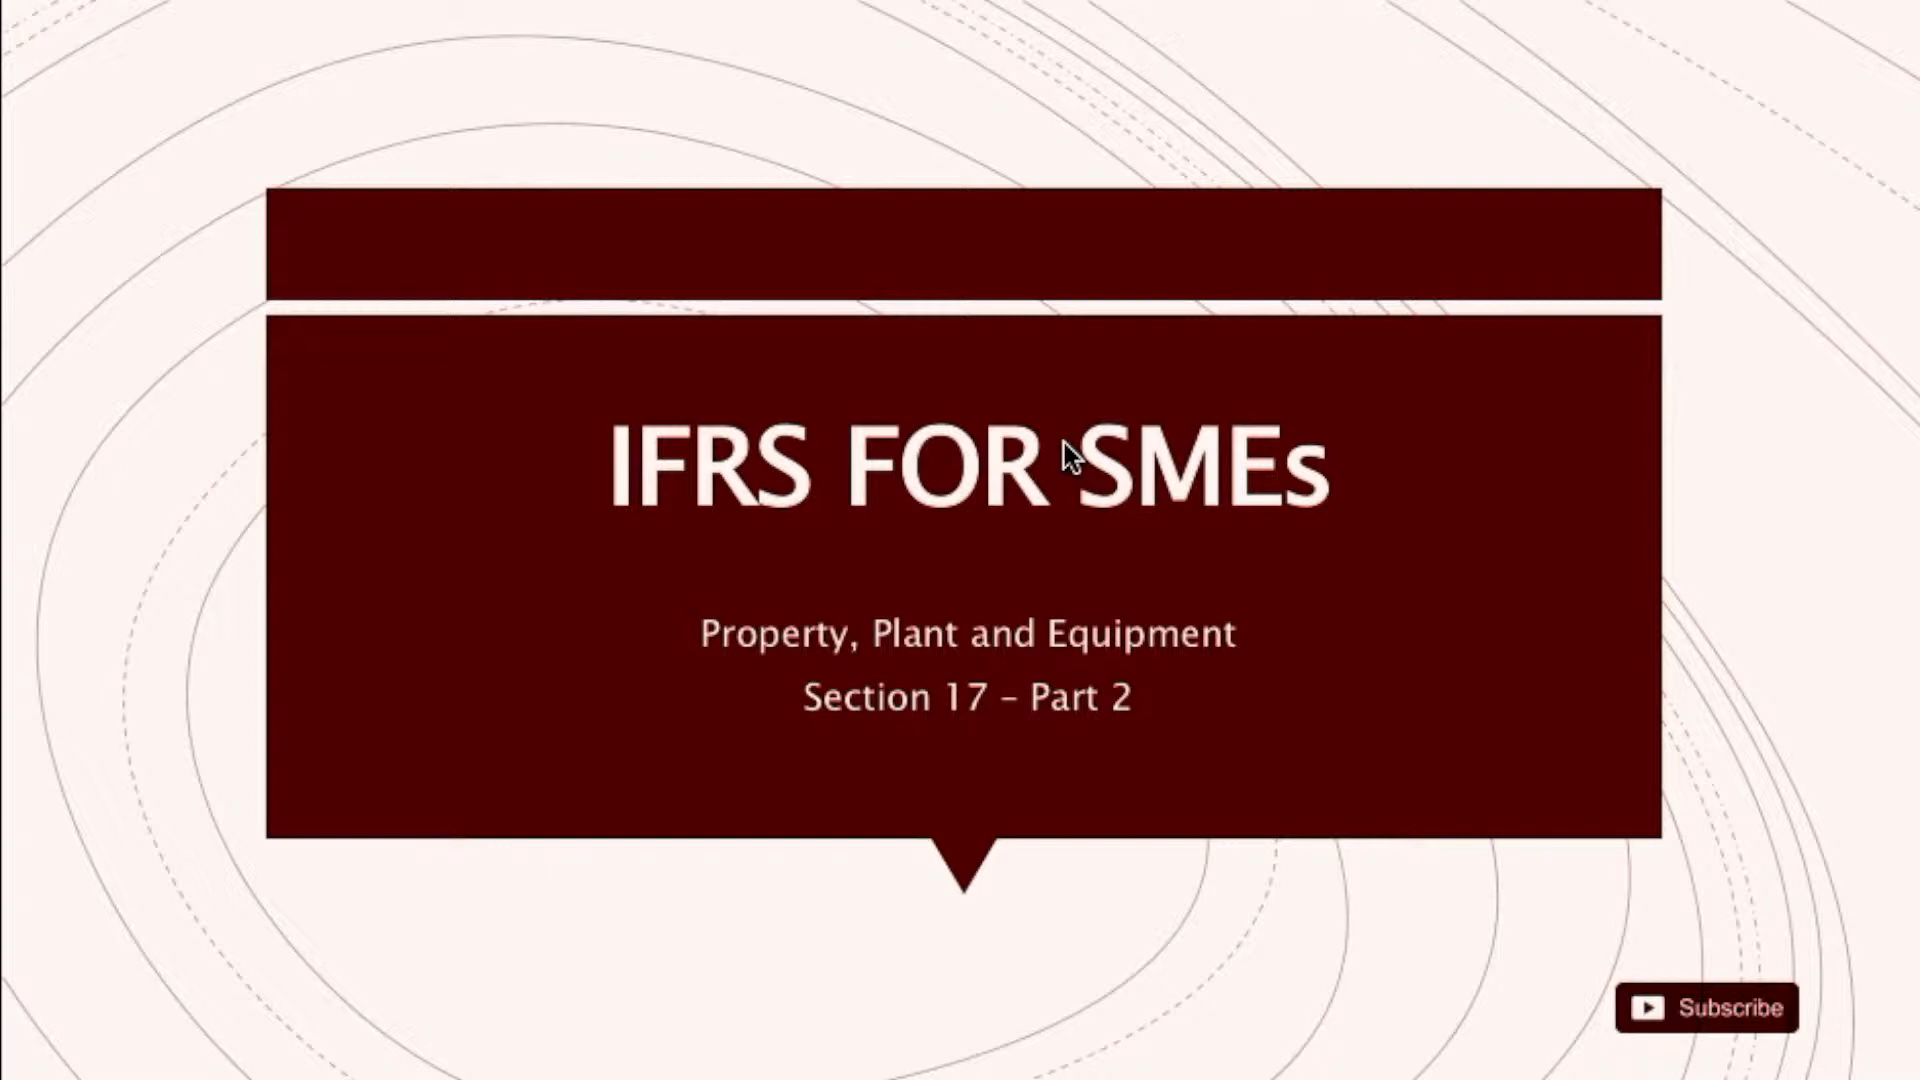 IFRS FOR SMEs
Property, Plant and Equipment
Section 17 – Part 2
Subscribe